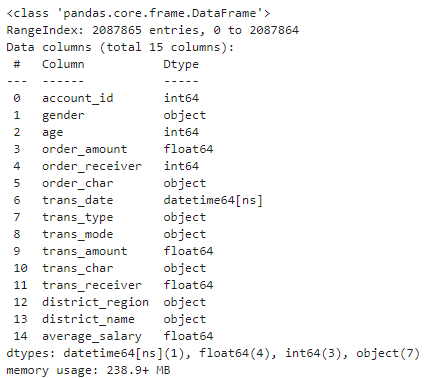 <class 'pandas.core.frame.DataFrame'>
RangeIndex: 2087865 entries, 0 to 2087864
Data columns (total 15 columns):
 #   Column           Dtype
---  ------           -----
 0   account_id       int64
 1   gender           object
 2   age              int64
 3   order_amount     float64
 4   order_receiver   int64
 5   order_char       object
 6   trans_date       datetime64[ns]
 7   trans_type       object
 8   trans_mode       object
 9   trans_amount     float64
 10  trans_char       object
 11  trans_receiver   float64
 12  district_region  object
 13  district_name    object
 14  average_salary   float64
dtypes: datetime64[ns](1), float64(4), int64(3), object(7)
memory usage: 238.9+ MB